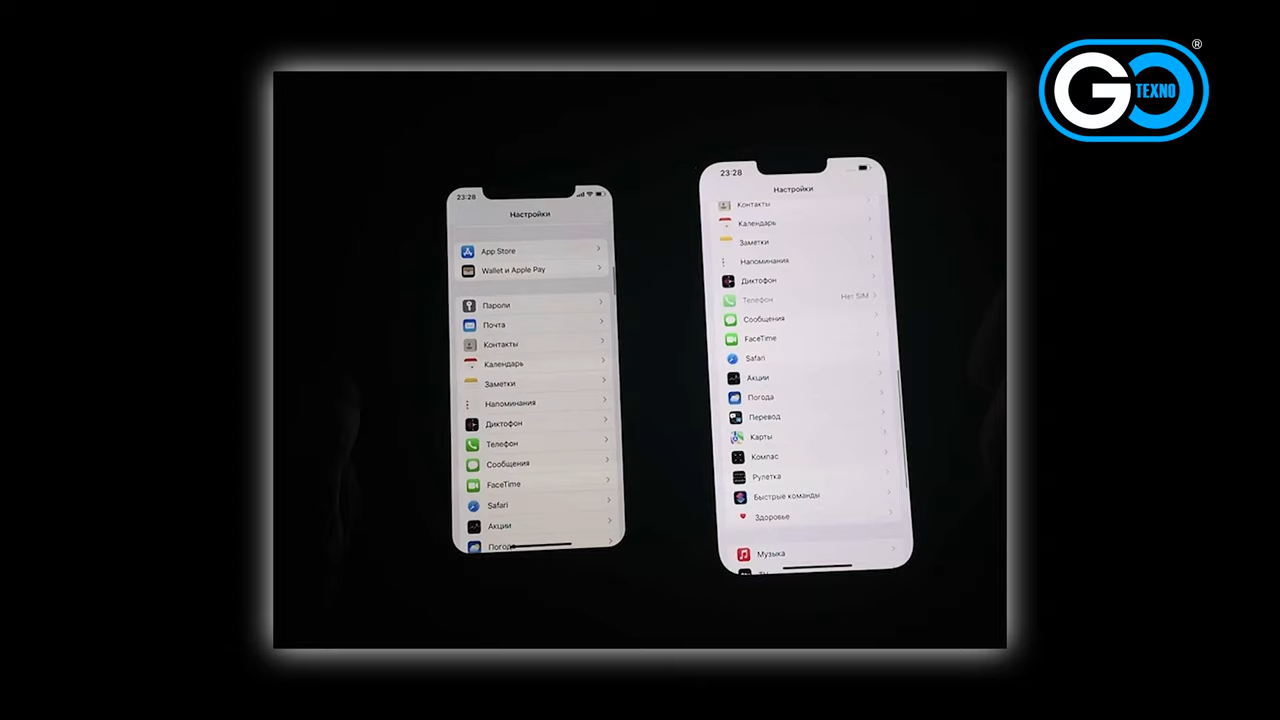 GO TEXNO ®
23:28
Настройки
App Store
Wallet и Apple Pay
Пароли
Почта
Контакты
Календарь
Заметки
Напоминания
Диктофон
Телефон
Сообщения
FaceTime
Safari
Акции
Погода
23:28
Настройки
Контакты
Календарь
Заметки
Напоминания
Диктофон
Телефон Нет SIM
Сообщения
FaceTime
Safari
Акции
Погода
Перевод
Карты
Компас
Рулетка
Быстрые команды
Здоровье
Музыка